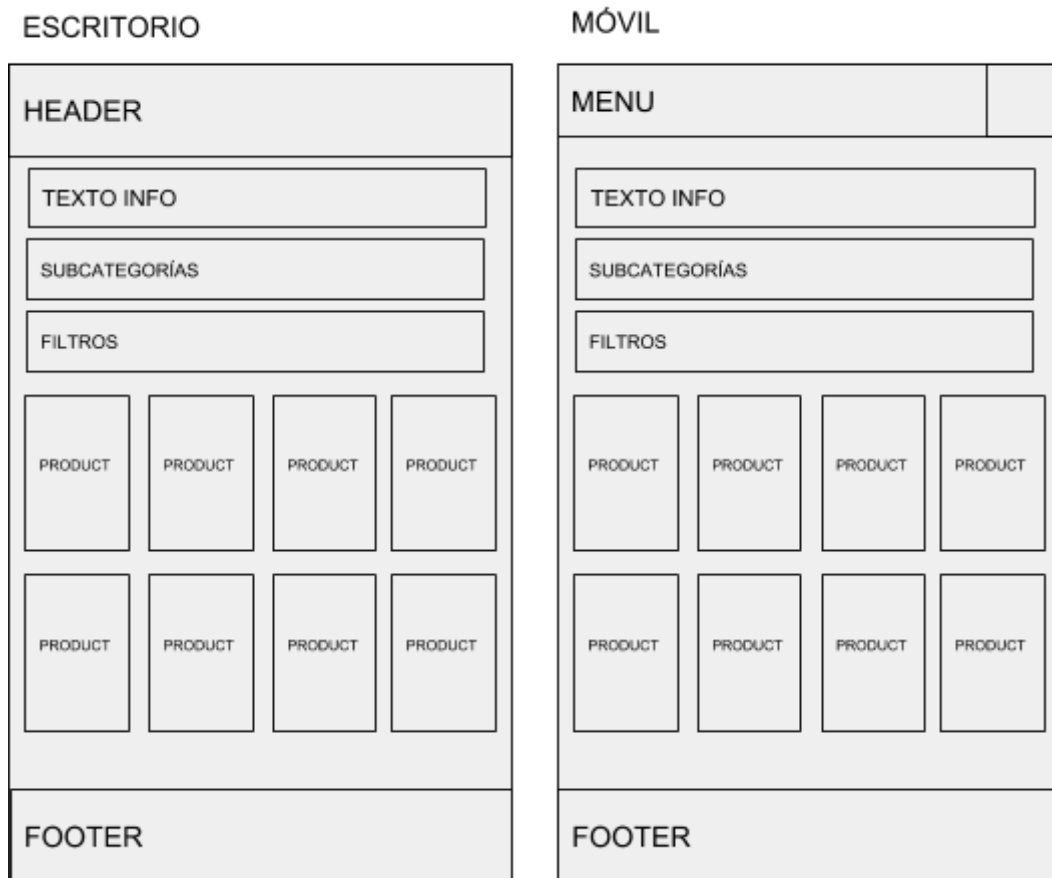 ESCRITORIO
HEADER
TEXTO INFO
SUBCATEGORÍAS
FILTROS
PRODUCT PRODUCT PRODUCT PRODUCT
PRODUCT PRODUCT PRODUCT PRODUCT
FOOTER
MÓVIL
MENU
TEXTO INFO
SUBCATEGORÍAS
FILTROS
PRODUCT PRODUCT PRODUCT PRODUCT
PRODUCT PRODUCT PRODUCT PRODUCT
FOOTER